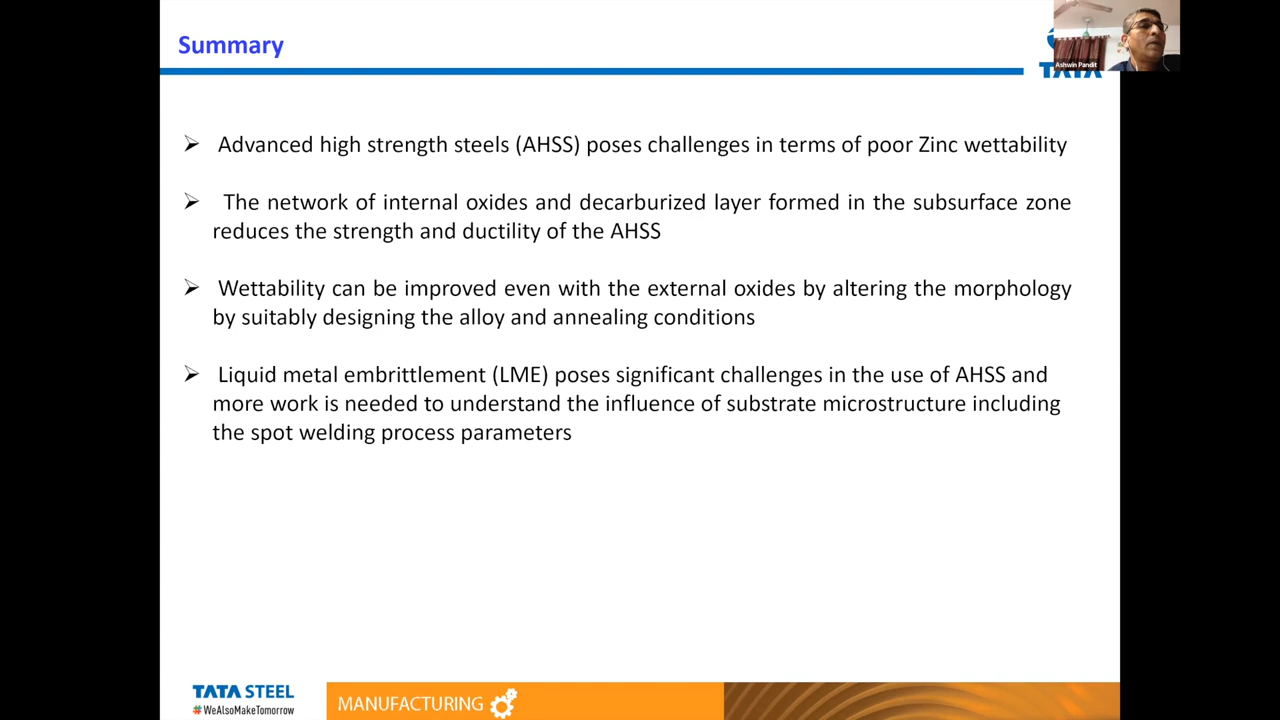 Summary
Ashwin Pandit
TATA
➢ Advanced high strength steels (AHSS) poses challenges in terms of poor Zinc wettability
➢ The network of internal oxides and decarburized layer formed in the subsurface zone
reduces the strength and ductility of the AHSS
➢ Wettability can be improved even with the external oxides by altering the morphology
by suitably designing the alloy and annealing conditions
➢ Liquid metal embrittlement (LME) poses significant challenges in the use of AHSS and
more work is needed to understand the influence of substrate microstructure including
the spot welding process parameters
TATA STEEL
#WeAlsoMakeTomorrow
MANUFACTURING